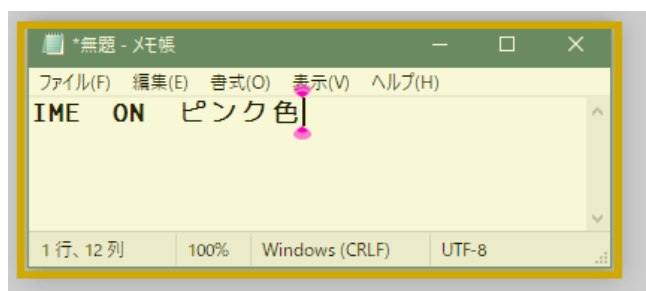 *無題 - メモ帳
ファイル(F) 編集(E) 書式(O) 表示(V) ヘルプ(H)
IME ON ピンク色
1 行、12 列 100% Windows (CRLF) UTF-8